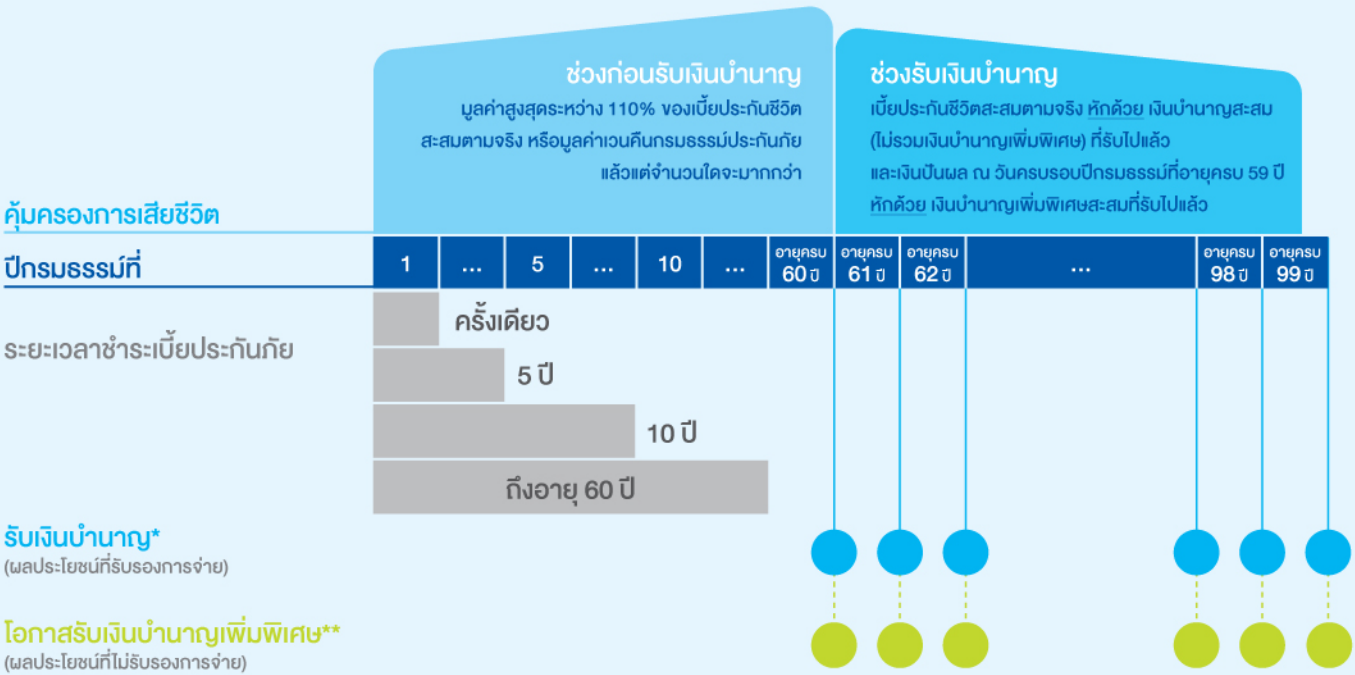 ช่วงก่อนรับเงินบำนาญ
มูลค่าสูงสุดระหว่าง 110% ของเบี้ยประกันชีวิต
สะสมตามจริง หรือมูลค่าเวนคืนกรมธรรม์ประกันภัย
แล้วแต่จำนวนใดจะมากกว่า
ช่วงรับเงินบำนาญ
เบี้ยประกันชีวิตสะสมตามจริง หักด้วย เงินบำนาญสะสม
(ไม่รวมเงินบำนาญเพิ่มพิเศษ) ที่รับไปแล้ว
และเงินปันผล ณ วันครบรอบปีกรมธรรม์ที่อายุครบ 59 ปี
หักด้วย เงินบำนาญเพิ่มพิเศษสะสมที่รับไปแล้ว
คุ้มครองการเสียชีวิต
ปีกรมธรรม์ที่ 1 ... 5 ... 10 ... อายุครบ 60 ปี อายุครบ 61 ปี อายุครบ 62 ปี ... อายุครบ 98 ปี อายุครบ 99 ปี
ระยะเวลาชำระเบี้ยประกันภัย
ครั้งเดียว
5 ปี
10 ปี
ถึงอายุ 60 ปี
รับเงินบำนาญ*
(ผลประโยชน์ที่รับรองการจ่าย)
โอกาสรับเงินบำนาญเพิ่มพิเศษ**
(ผลประโยชน์ที่ไม่รับรองการจ่าย)